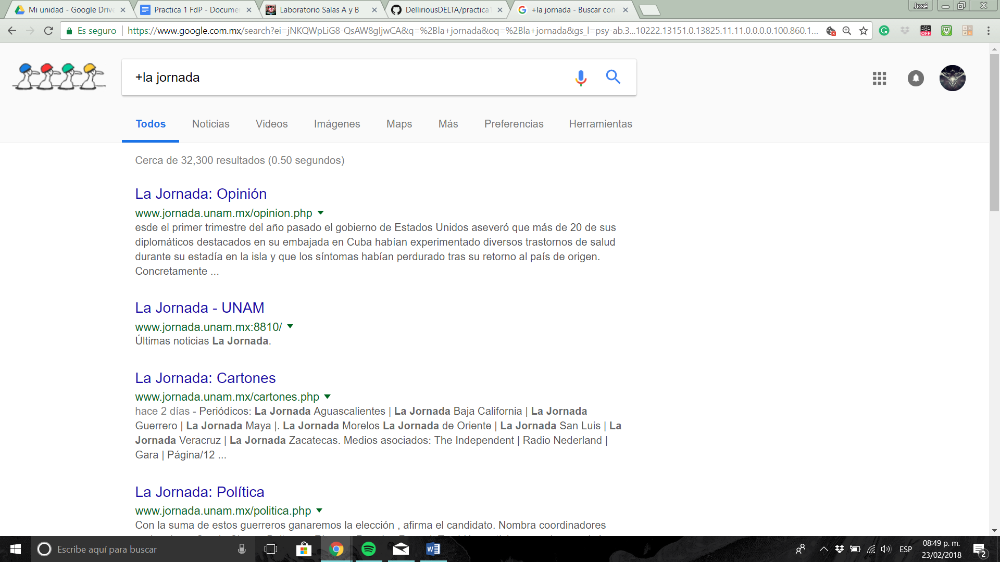 Mi unidad - Google Drive
Practica 1 FdP - Docume
Laboratorio Salas A y B
DelliriousDELTA/practica1
+la jornada - Buscar con
José
Es seguro
https://www.google.com.mx/search?ei=jNKQWpLiG8-QsAW8gIjwCA&q=%2Bla+jornada&oq=%2Bla+jornada&gs_l=psy-ab.3...10222.13151.0.13825.11.11.0.0.0.0.100.860.1...
OFF
+la jornada
Todos
Noticias
Videos
Imágenes
Maps
Más
Preferencias
Herramientas
Cerca de 32,300 resultados (0.50 segundos)
La Jornada: Opinión
www.jornada.unam.mx/opinion.php
esde el primer trimestre del año pasado el gobierno de Estados Unidos aseveró que más de 20 de sus
diplomáticos destacados en su embajada en Cuba habían experimentado diversos trastornos de salud
durante su estadía en la isla y que los síntomas habían perdurado tras su retorno al país de origen.
Concretamente ...
La Jornada - UNAM
www.jornada.unam.mx:8810/
Últimas noticias La Jornada.
La Jornada: Cartones
www.jornada.unam.mx/cartones.php
hace 2 días - Periódicos: La Jornada Aguascalientes | La Jornada Baja California | La Jornada
Guerrero | La Jornada Maya |. La Jornada Morelos La Jornada de Oriente | La Jornada San Luis | La
Jornada Veracruz | La Jornada Zacatecas. Medios asociados: The Independent | Radio Nederland |
Gara | Página/12 ...
La Jornada: Política
www.jornada.unam.mx/politica.php
Con la suma de estos guerreros ganaremos la elección , afirma el candidato. Nombra coordinadores
Escribe aquí para buscar
ESP
08:49 p. m.
23/02/2018
2